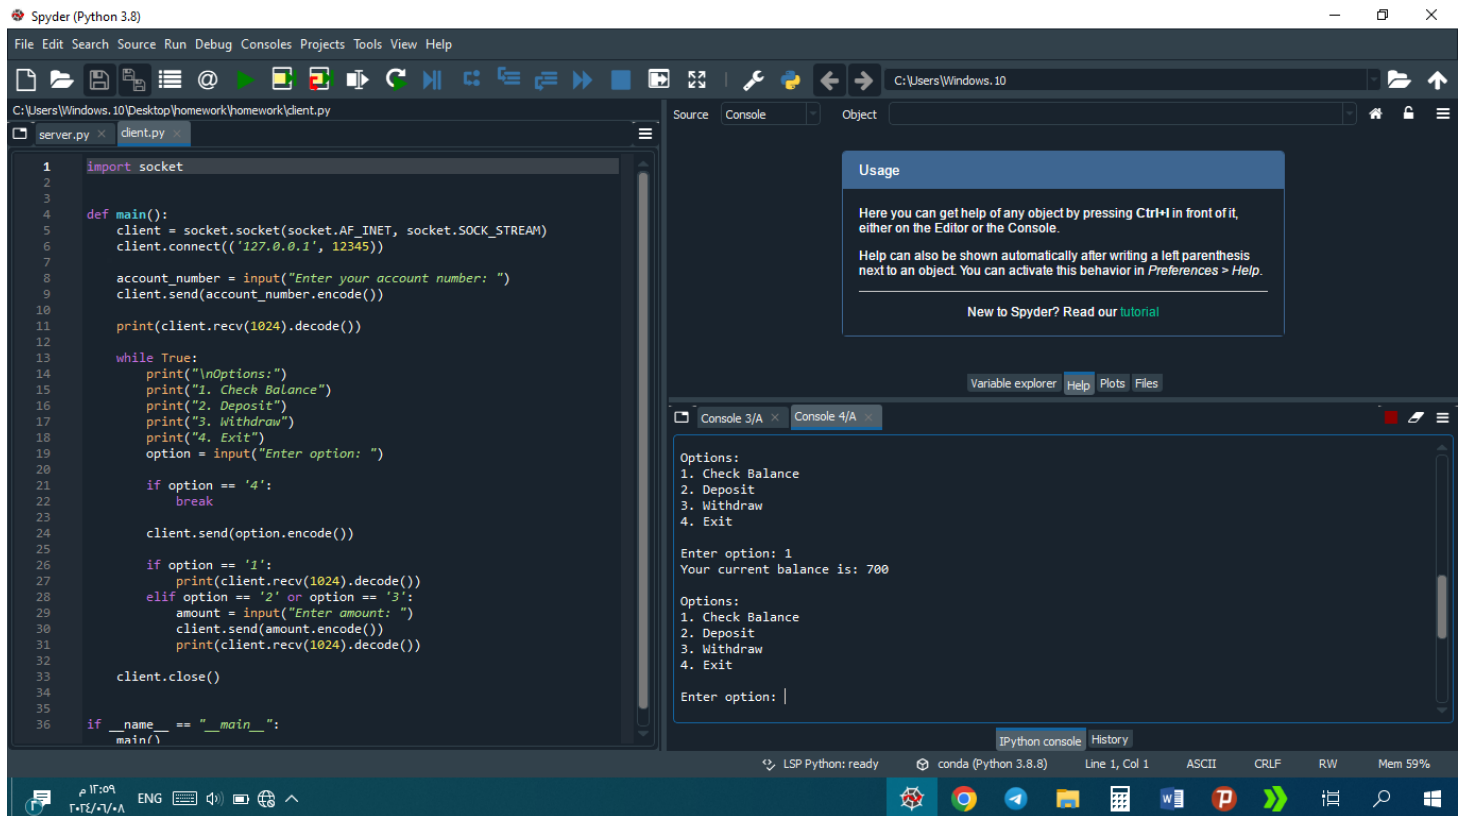 Spyder (Python 3.8)
File Edit Search Source Run Debug Consoles Projects Tools View Help
C:\Users\Windows.10
C:\Users\Windows.10\Desktop\homework\homework\client.py
server.py
client.py
1 import socket
2
3
4 def main():
5     client = socket.socket(socket.AF_INET, socket.SOCK_STREAM)
6     client.connect(('127.0.0.1', 12345))
7
8     account_number = input("Enter your account number: ")
9     client.send(account_number.encode())
10
11     print(client.recv(1024).decode())
12
13     while True:
14         print("\nOptions:")
15         print("1. Check Balance")
16         print("2. Deposit")
17         print("3. Withdraw")
18         print("4. Exit")
19         option = input("Enter option: ")
20
21         if option == '4':
22             break
23
24         client.send(option.encode())
25
26         if option == '1':
27             print(client.recv(1024).decode())
28         elif option == '2' or option == '3':
29             amount = input("Enter amount: ")
30             client.send(amount.encode())
31             print(client.recv(1024).decode())
32
33     client.close()
34
35
36 if __name__ == "__main__":
    main()
Source Console Object
Usage
Here you can get help of any object by pressing Ctrl+I in front of it,
either on the Editor or the Console.
Help can also be shown automatically after writing a left parenthesis
next to an object. You can activate this behavior in Preferences > Help.
New to Spyder? Read our tutorial
Variable explorer Help Plots Files
Console 3/A Console 4/A
Options:
1. Check Balance
2. Deposit
3. Withdraw
4. Exit
Enter option: 1
Your current balance is: 700
Options:
1. Check Balance
2. Deposit
3. Withdraw
4. Exit
Enter option:
IPython console History
LSP Python: ready conda (Python 3.8.8) Line 1, Col 1 ASCII CRLF RW Mem 59%
١٢:٥٩ م
٢٠٢٤/٠٦/٠٨
ENG